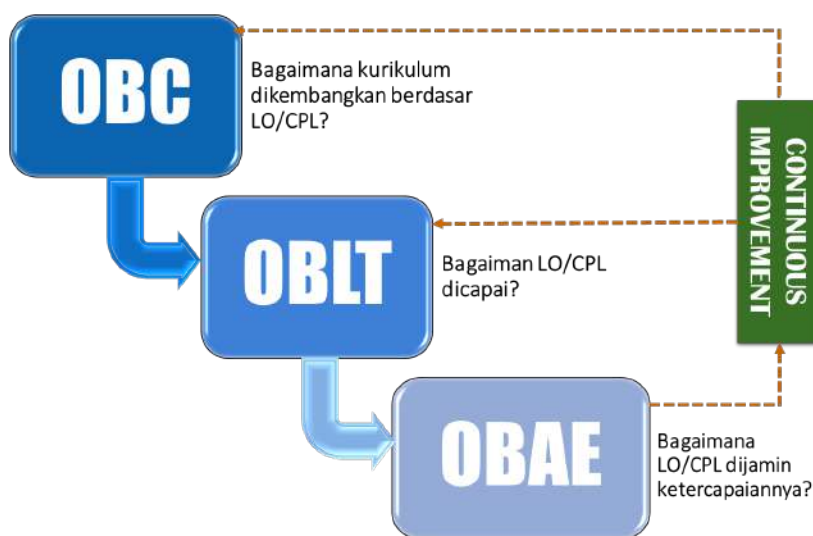 OBC
Bagaimana kurikulum
dikembangkan berdasar
LO/CPL?
CONTINUOUS
IMPROVEMENT
OBLT
Bagaiman LO/CPL
dicapai?
OBAE
Bagaimana
LO/CPL dijamin
ketercapaiannya?